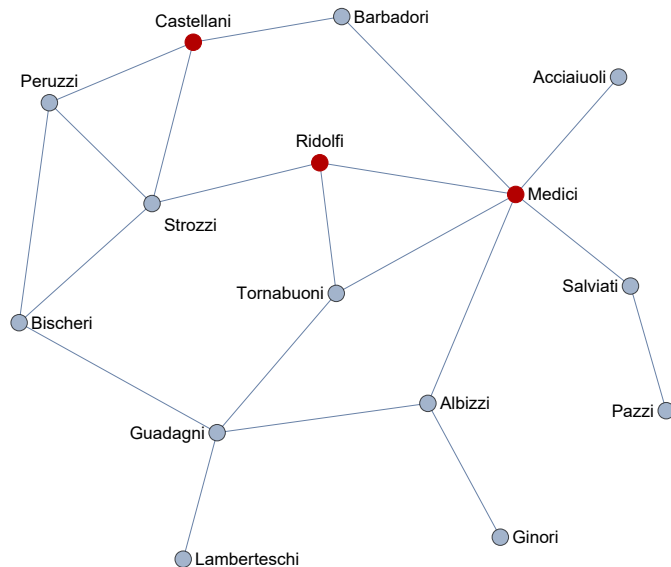 Castellani
Barbadori
Peruzzi
Acciaiuoli
Ridolfi
Medici
Strozzi
Tornabuoni
Salviati
Bischeri
Albizzi
Pazzi
Guadagni
Ginori
Lamberteschi